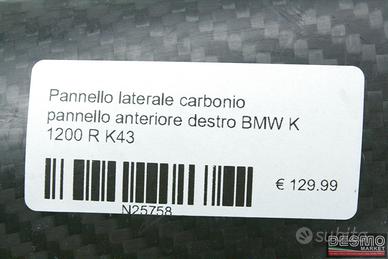 Pannello laterale carbonio
pannello anteriore destro BMW K
1200 R K43
€ 129.99
N25758
subito
DESMO
MARKET